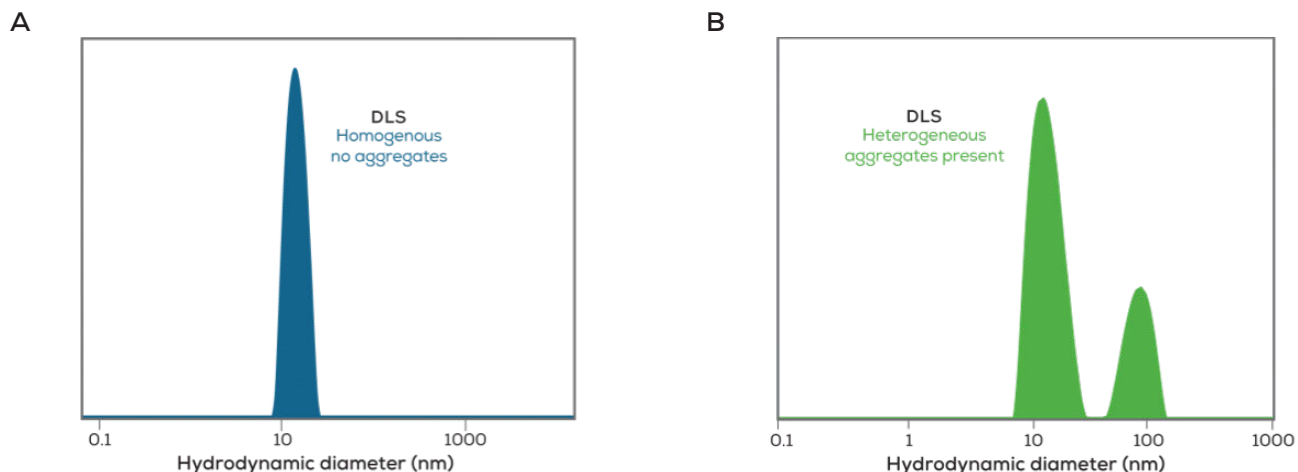 A
DLS
Homogenous
no aggregates
0.1 10 1000
Hydrodynamic diameter (nm)
B
DLS
Heterogeneous
aggregates present
0.1 1 10 100 1000
Hydrodynamic diameter (nm)